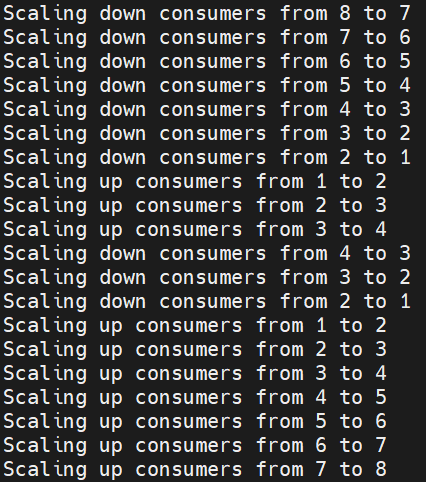 Scaling down consumers from 8 to 7
Scaling down consumers from 7 to 6
Scaling down consumers from 6 to 5
Scaling down consumers from 5 to 4
Scaling down consumers from 4 to 3
Scaling down consumers from 3 to 2
Scaling down consumers from 2 to 1
Scaling up consumers from 1 to 2
Scaling up consumers from 2 to 3
Scaling up consumers from 3 to 4
Scaling down consumers from 4 to 3
Scaling down consumers from 3 to 2
Scaling down consumers from 2 to 1
Scaling up consumers from 1 to 2
Scaling up consumers from 2 to 3
Scaling up consumers from 3 to 4
Scaling up consumers from 4 to 5
Scaling up consumers from 5 to 6
Scaling up consumers from 6 to 7
Scaling up consumers from 7 to 8